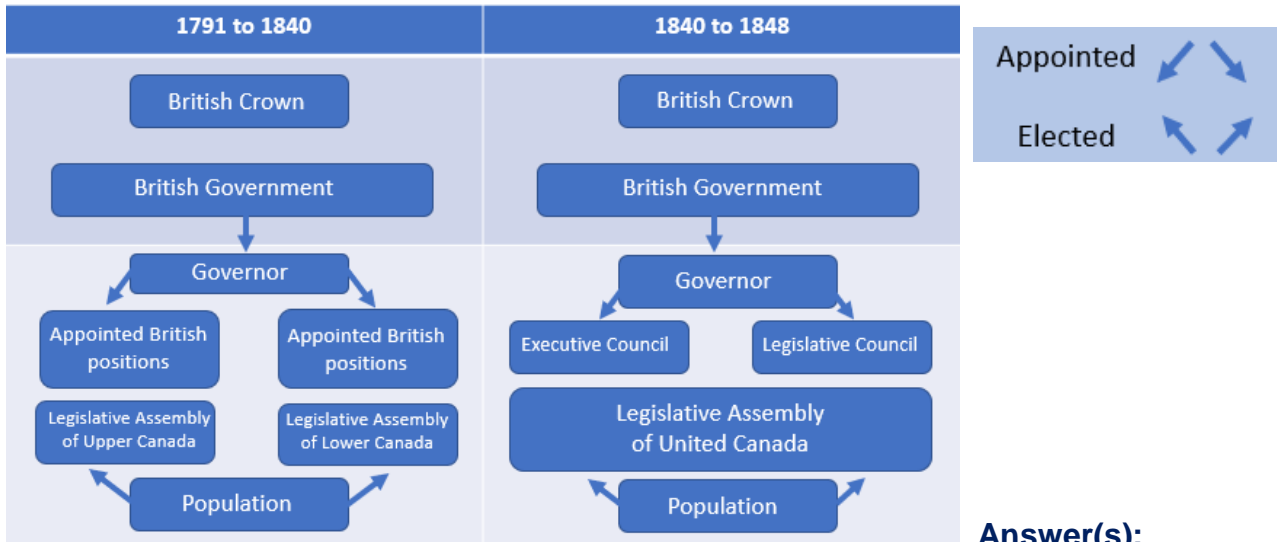 1791 to 1840
British Crown
British Government
Governor
Appointed British
positions
Appointed British
positions
Legislative Assembly
of Upper Canada
Legislative Assembly
of Lower Canada
Population
1840 to 1848
British Crown
British Government
Governor
Executive Council
Legislative Council
Legislative Assembly
of United Canada
Population
Appointed
Elected
Answer(s):